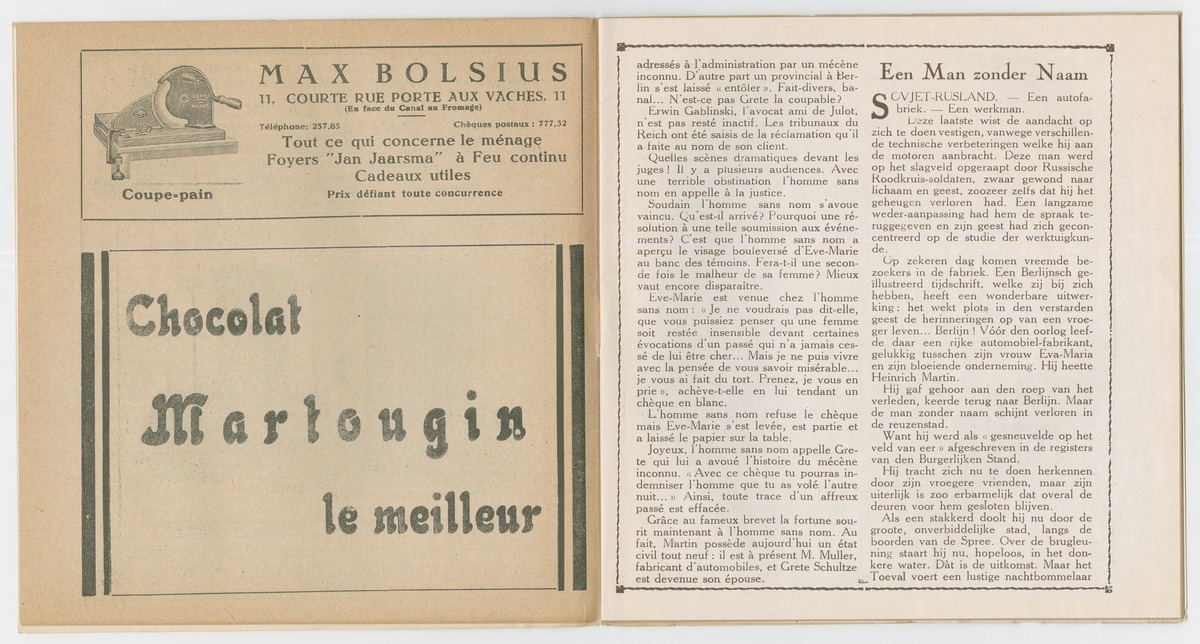 MAX BOLSIUS
11, COURTE RUE PORTE AUX VACHES, 11
(En face du Canal au Fromage)
Téléphone: 257,85 Chèques postaux : 777,52
Tout ce qui concerne le ménage
Foyers "Jan Jaarsma" à Feu continu
Cadeaux utiles
Coupe-pain
Prix défiant toute concurrence
Chocolat
Martougin
le meilleur
adressés à l'administration par un mécène
inconnu. D'autre part un provincial à Ber-
lin s'est laissé « entôler ». Fait-divers, ba-
nal... N'est-ce pas Grete la coupable?
Erwin Gablinski, l'avocat ami de Julot,
n'est pas resté inactif. Les tribunaux du
Reich ont été saisis de la réclamation qu'il
a faite au nom de son client.
Quelles scènes dramatiques devant les
juges ! Il y a plusieurs audiences. Avec
une terrible obstination l'homme sans
nom en appelle à la justice.
Soudain l'homme sans nom s'avoue
vaincu. Qu'est-il arrivé? Pourquoi une ré-
solution à une telle soumission aux événe-
ments? C'est que l'homme sans nom a
aperçu le visage bouleversé d'Eve-Marie
au banc des témoins. Fera-t-il une secon-
de fois le malheur de sa femme? Mieux
vaut encore disparaître.
Eve-Marie est venue chez l'homme
sans nom : « Je ne voudrais pas dit-elle,
que vous puissiez penser qu'une femme
soit restée insensible devant certaines
évocations d'un passé qui n'a jamais ces-
sé de lui être cher... Mais je ne puis vivre
avec la pensée de vous savoir misérable...
je vous ai fait du tort. Prenez, je vous en
prie », achève-t-elle en lui tendant un
chèque en blanc.
L'homme sans nom refuse le chèque
mais Eve-Marie s'est levée, est partie et
a laissé le papier sur la table.
Joyeux, l'homme sans nom appelle Gre-
te qui lui a avoué l'histoire du mécène
inconnu. « Avec ce chèque tu pourras in-
demniser l'homme que tu as volé l'autre
nuit... » Ainsi, toute trace d'un affreux
passé est effacée.
Grâce au fameux brevet la fortune sou-
rit maintenant à l'homme sans nom. Au
fait, Martin possède aujourd'hui un état
civil tout neuf : il est à présent M. Muller,
fabricant d'automobiles, et Grete Schultze
est devenue son épouse.
Een Man zonder Naam
SOVJET-RUSLAND. — Een autofa-
briek. — Een werkman.
Deze laatste wist de aandacht op
zich te doen vestigen, vanwege verschillen-
de technische verbeteringen welke hij aan
de motoren aanbracht. Deze man werd
op het slagveld opgeraapt door Russische
Roodkruis-soldaten, zwaar gewond naar
lichaam en geest, zoozeer zelfs dat hij het
geheugen verloren had. Een langzame
weder-aanpassing had hem de spraak te-
ruggegeven en zijn geest had zich gecon-
centreerd op de studie der werktuigkun-
de.
Op zekeren dag komen vreemde be-
zoekers in de fabriek. Een Berlijnsch ge-
illustreerd tijdschrift, welke zij bij zich
hebben, heeft een wonderbare uitwer-
king : het wekt plots in den verstarden
geest de herinneringen op van een vroe-
ger leven... Berlijn ! Vóór den oorlog leef-
de daar een rijke automobiel-fabrikant,
gelukkig tusschen zijn vrouw Eva-Maria
en zijn bloeiende onderneming. Hij heette
Heinrich Martin.
Hij gaf gehoor aan den roep van het
verleden, keerde terug naar Berlijn. Maar
de man zonder naam schijnt verloren in
de reuzenstad.
Want hij werd als « gesneuvelde op het
veld van eer » afgeschreven in de registers
van den Burgerlijken Stand.
Hij tracht zich nu te doen herkennen
door zijn vroegere vrienden, maar zijn
uiterlijk is zoo erbarmelijk dat overal de
deuren voor hem gesloten blijven.
Als een stakkerd doolt hij nu door de
groote, onverbiddelijke stad, langs de
boorden van de Spree. Over de brugleu-
ning staart hij nu, hopeloos, in het don-
kere water. Dàt is de uitkomst. Maar het
Toeval voert een lustige nachtbommelaar